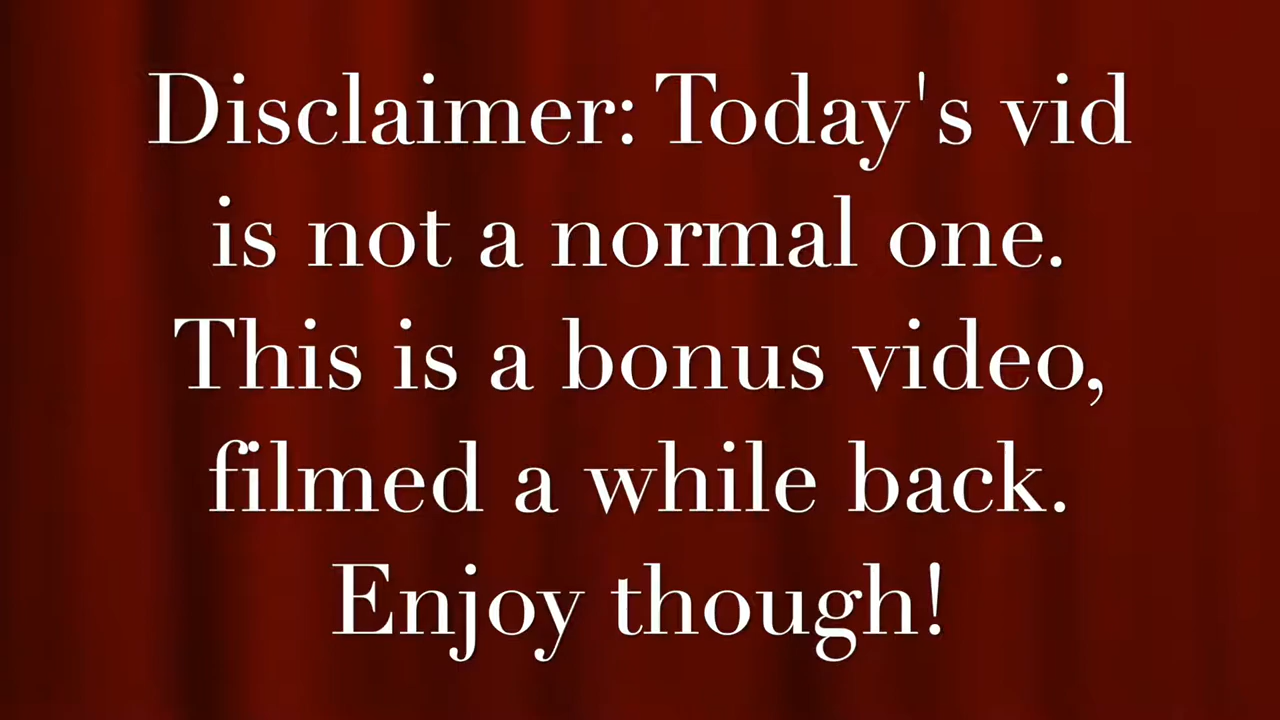 Disclaimer: Today's vid
is not a normal one.
This is a bonus video,
filmed a while back.
Enjoy though!